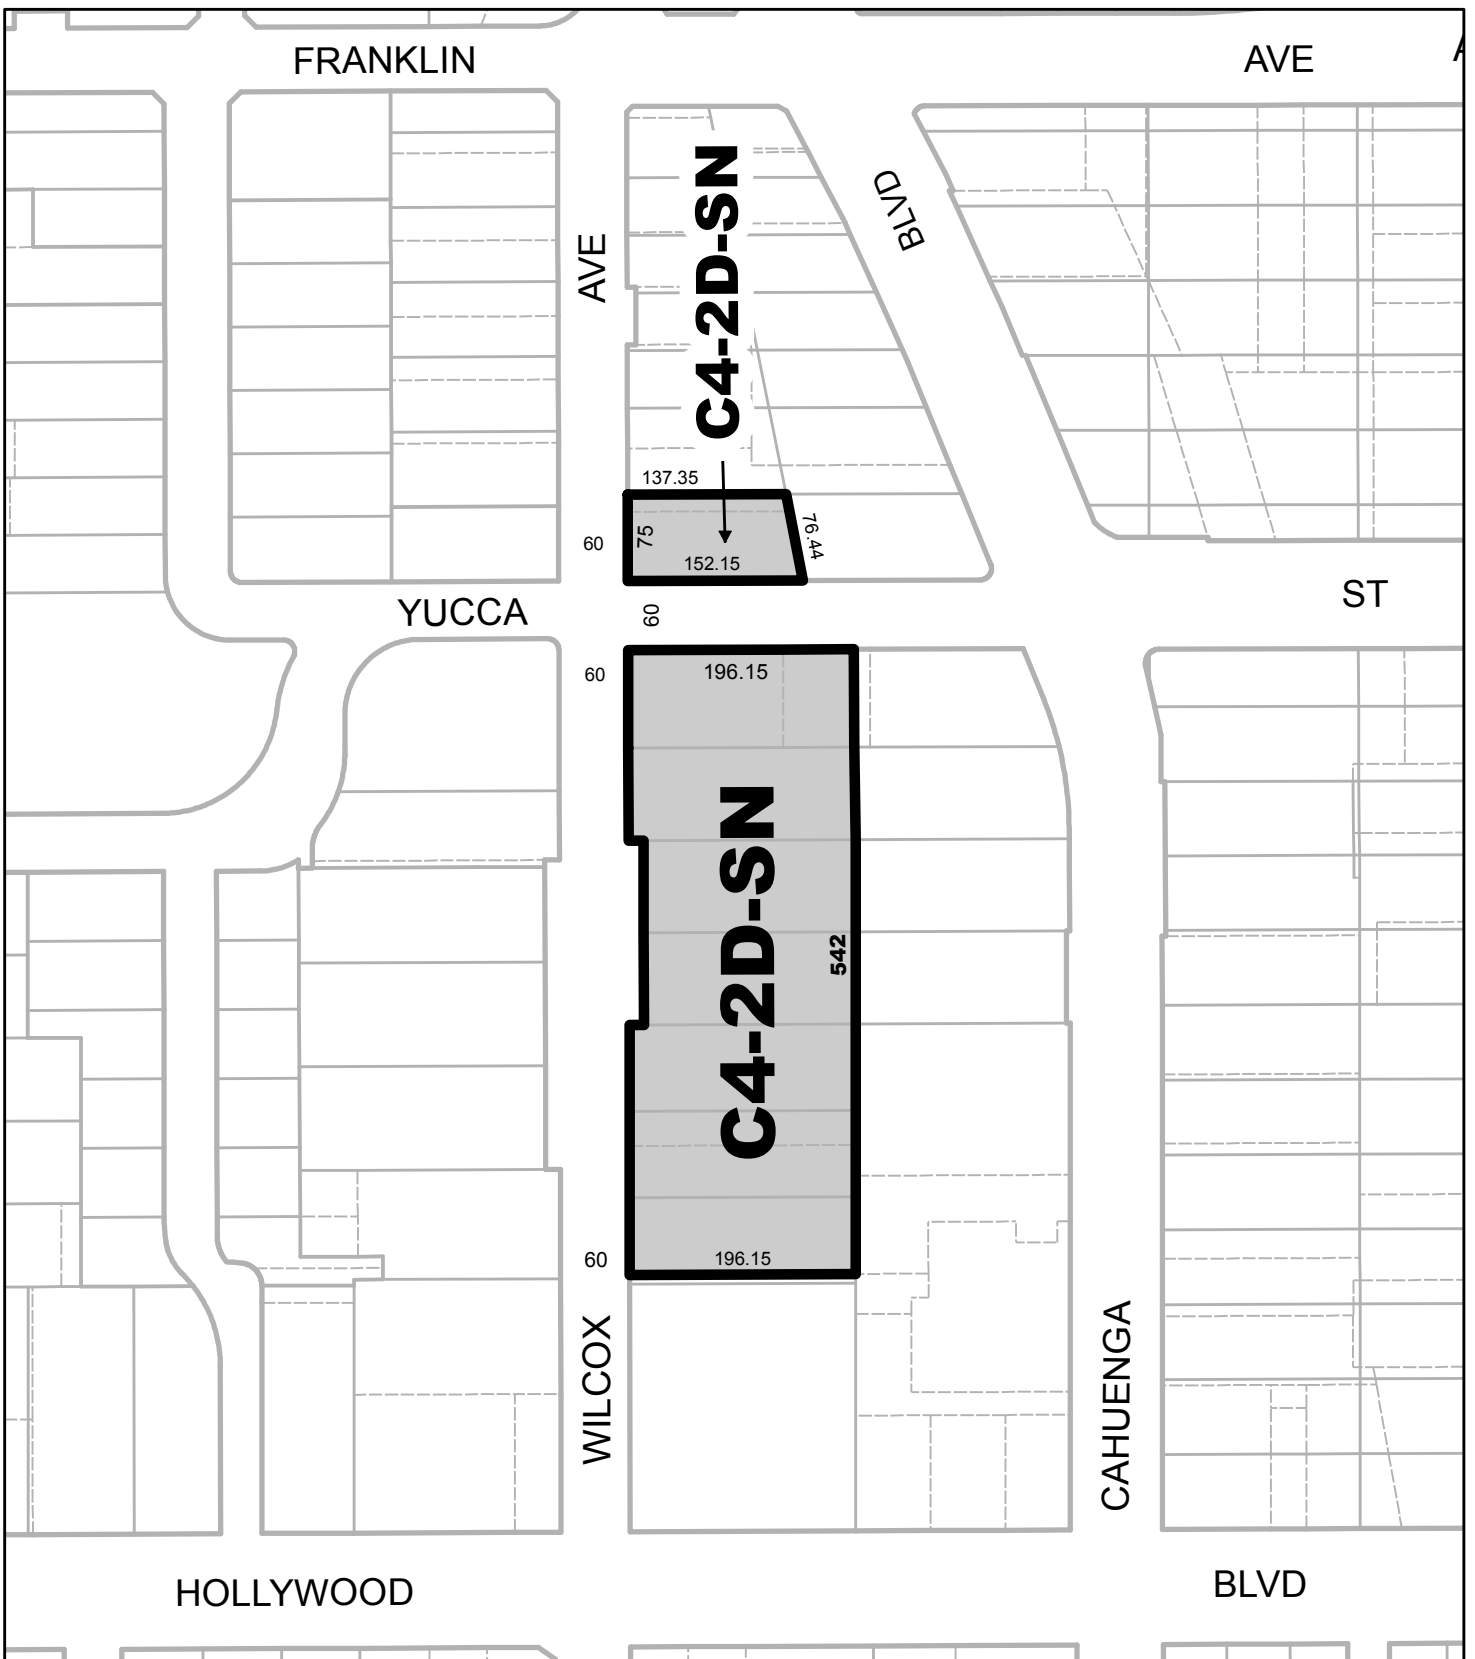 FRANKLIN AVE
C4-2D-SN
BLVD
AVE
137.35
75
76.44
60
152.15
YUCCA ST
60
60
196.15
C4-2D-SN
542
60
196.15
WILCOX
CAHUENGA
HOLLYWOOD BLVD